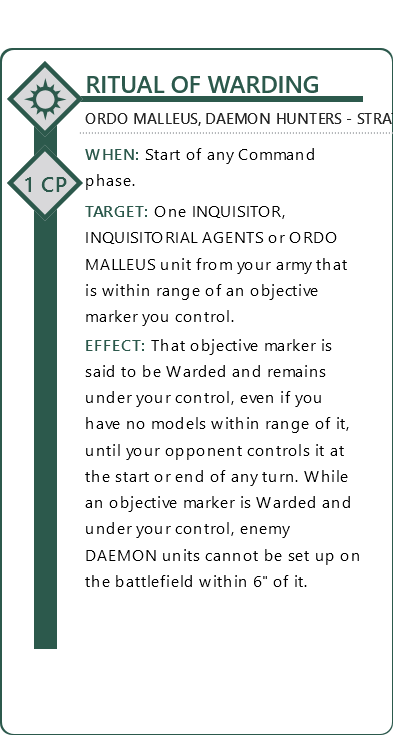 RITUAL OF WARDING
ORDO MALLEUS, DAEMON HUNTERS - STRA
1 CP
WHEN: Start of any Command
phase.
TARGET: One INQUISITOR,
INQUISITORIAL AGENTS or ORDO
MALLEUS unit from your army that
is within range of an objective
marker you control.
EFFECT: That objective marker is
said to be Warded and remains
under your control, even if you
have no models within range of it,
until your opponent controls it at
the start or end of any turn. While
an objective marker is Warded and
under your control, enemy
DAEMON units cannot be set up on
the battlefield within 6" of it.